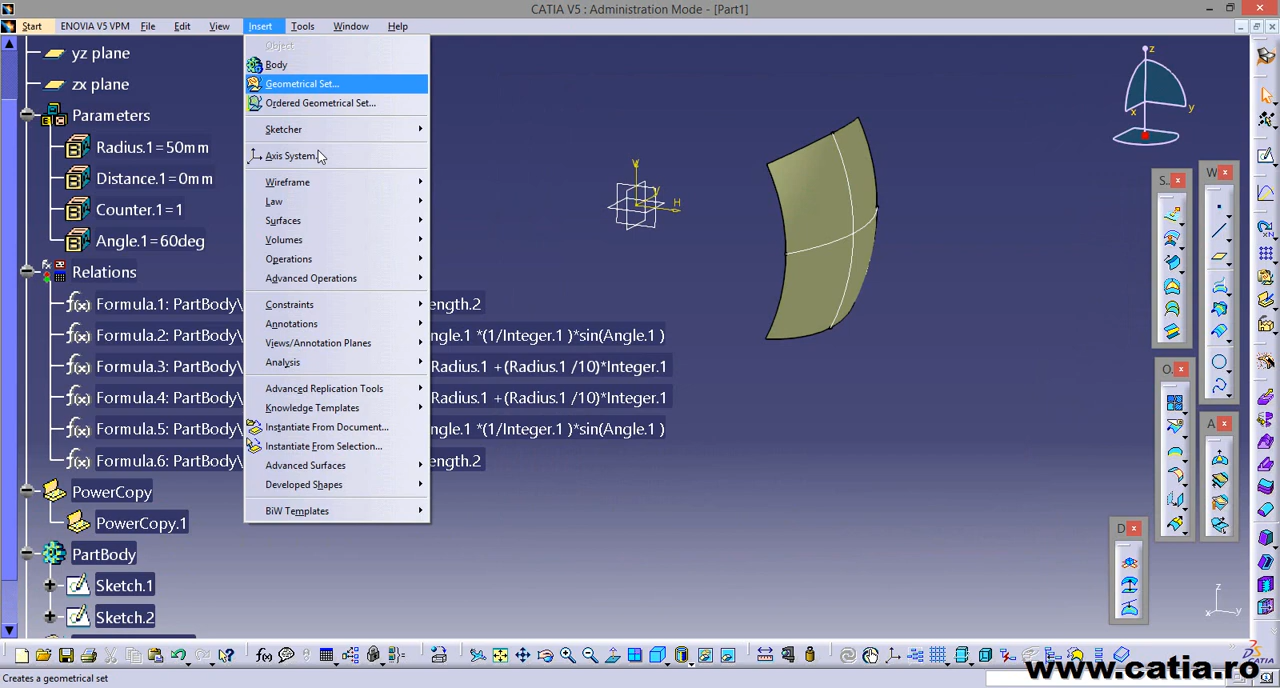 CATIA V5 : Administration Mode - [Part1]
Start ENOVIA V5 VPM File Edit View Insert Tools Window Help
yz plane
zx plane
Parameters
Radius.1=50mm
Distance.1=0mm
Counter.1=1
Angle.1=60deg
Relations
Formula.1: PartBody\ ength.2
Formula.2: PartBody\ ngle.1 *(1/Integer.1 )*sin(Angle.1 )
Formula.3: PartBody\ Radius.1 +(Radius.1 /10)*Integer.1
Formula.4: PartBody\ Radius.1 +(Radius.1 /10)*Integer.1
Formula.5: PartBody\ ngle.1 *(1/Integer.1 )*sin(Angle.1 )
Formula.6: PartBody\ ength.2
PowerCopy
PowerCopy.1
PartBody
Sketch.1
Sketch.2
Object
Body
Geometrical Set...
Ordered Geometrical Set...
Sketcher
Axis System...
Wireframe
Law
Surfaces
Volumes
Operations
Advanced Operations
Constraints
Annotations
Views/Annotation Planes
Analysis
Advanced Replication Tools
Knowledge Templates
Instantiate From Document...
Instantiate From Selection...
Advanced Surfaces
Developed Shapes
BiW Templates
V
y
H
z
x
y
S...
W...
O...
A...
D...
z
x y
Creates a geometrical set
www.catia.ro